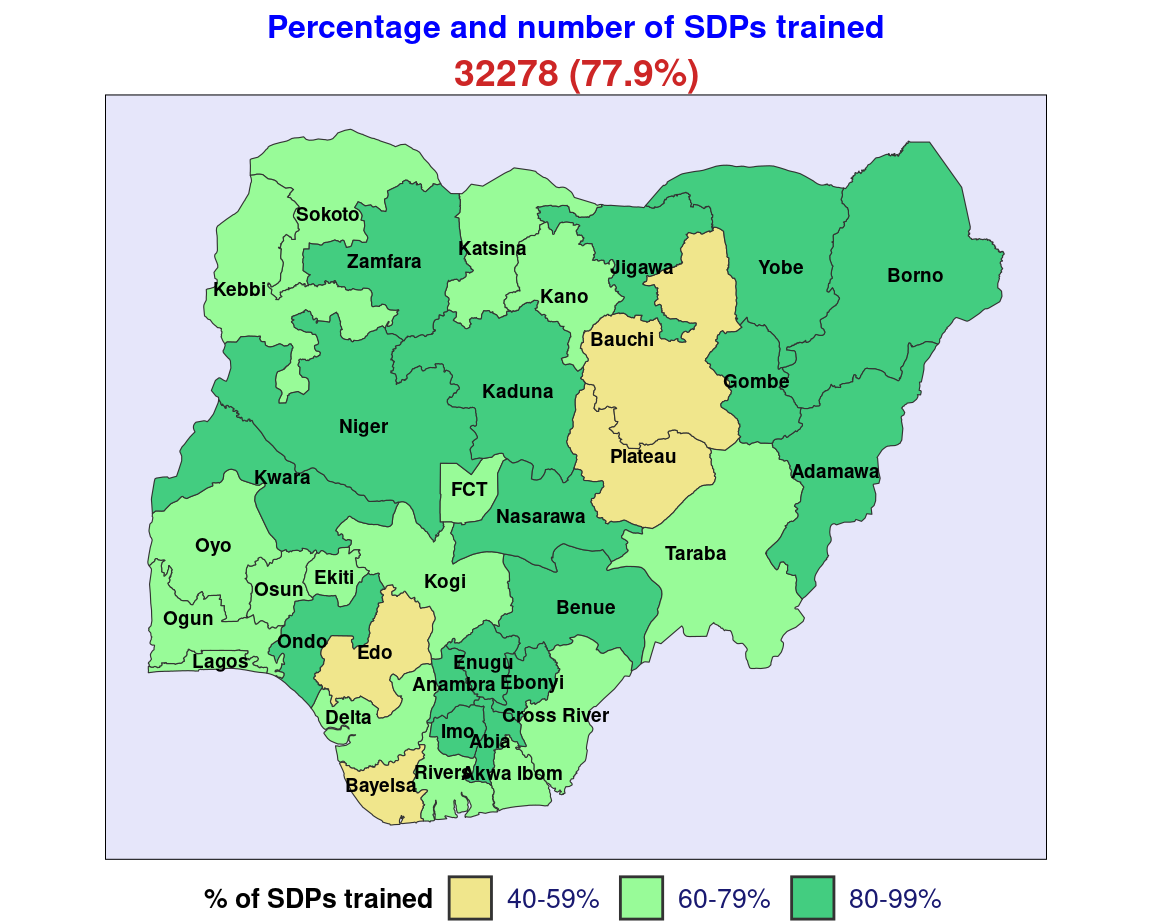 Percentage and number of SDPs trained
32278 (77.9%)
Sokoto
Katsina
Zamfara
Jigawa
Yobe
Borno
Kebbi
Kano
Bauchi
Gombe
Kaduna
Niger
Plateau
Adamawa
Kwara
FCT
Nasarawa
Oyo
Taraba
Ekiti
Kogi
Osun
Benue
Ogun
Ondo
Edo
Lagos
Enugu
Anambra
Ebonyi
Delta
Cross River
Imo
Abia
Bayelsa
Rivers
Akwa Ibom
% of SDPs trained
40-59%
60-79%
80-99%